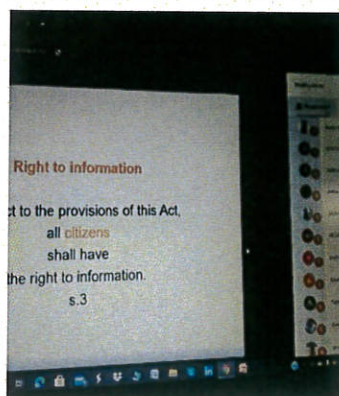 Right to information
ct to the provisions of this Act,
all citizens
shall have
the right to information.
s.3